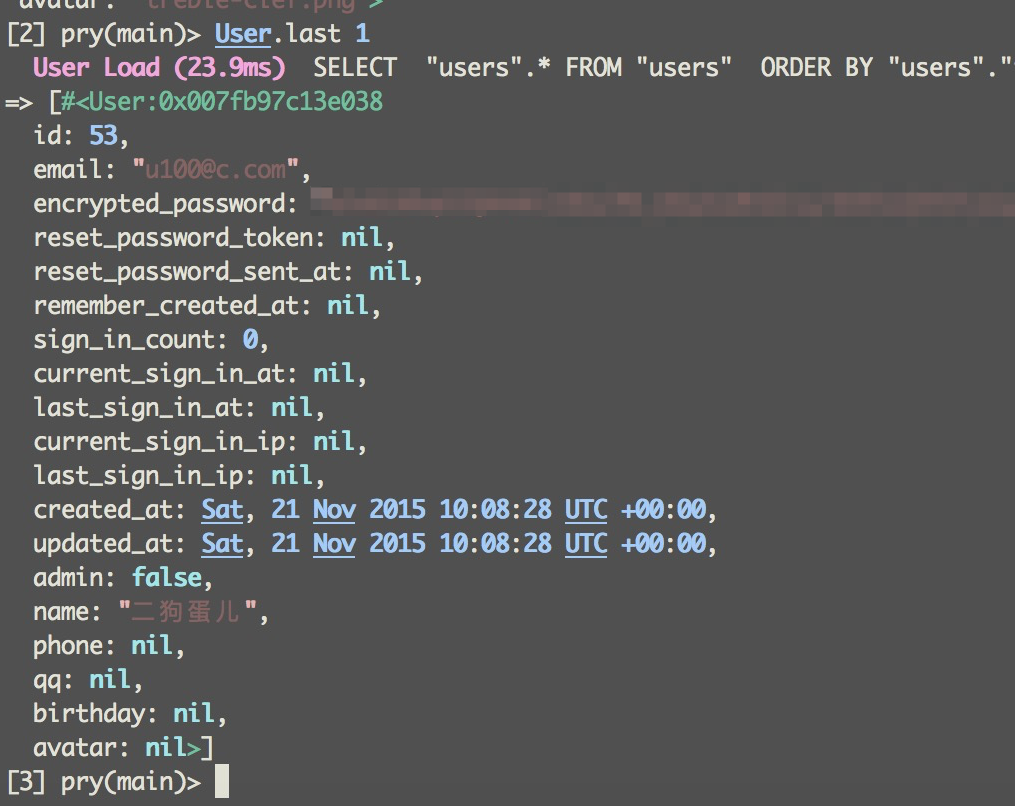 avatar: "treble-clef.png">
[2] pry(main)> User.last 1
User Load (23.9ms)  SELECT  "users".* FROM "users"  ORDER BY "users"."
=> [#<User:0x007fb97c13e038
id: 53,
email: "u100@c.com",
encrypted_password:
reset_password_token: nil,
reset_password_sent_at: nil,
remember_created_at: nil,
sign_in_count: 0,
current_sign_in_at: nil,
last_sign_in_at: nil,
current_sign_in_ip: nil,
last_sign_in_ip: nil,
created_at: Sat, 21 Nov 2015 10:08:28 UTC +00:00,
updated_at: Sat, 21 Nov 2015 10:08:28 UTC +00:00,
admin: false,
name: "二狗蛋儿",
phone: nil,
qq: nil,
birthday: nil,
avatar: nil>]
[3] pry(main)>